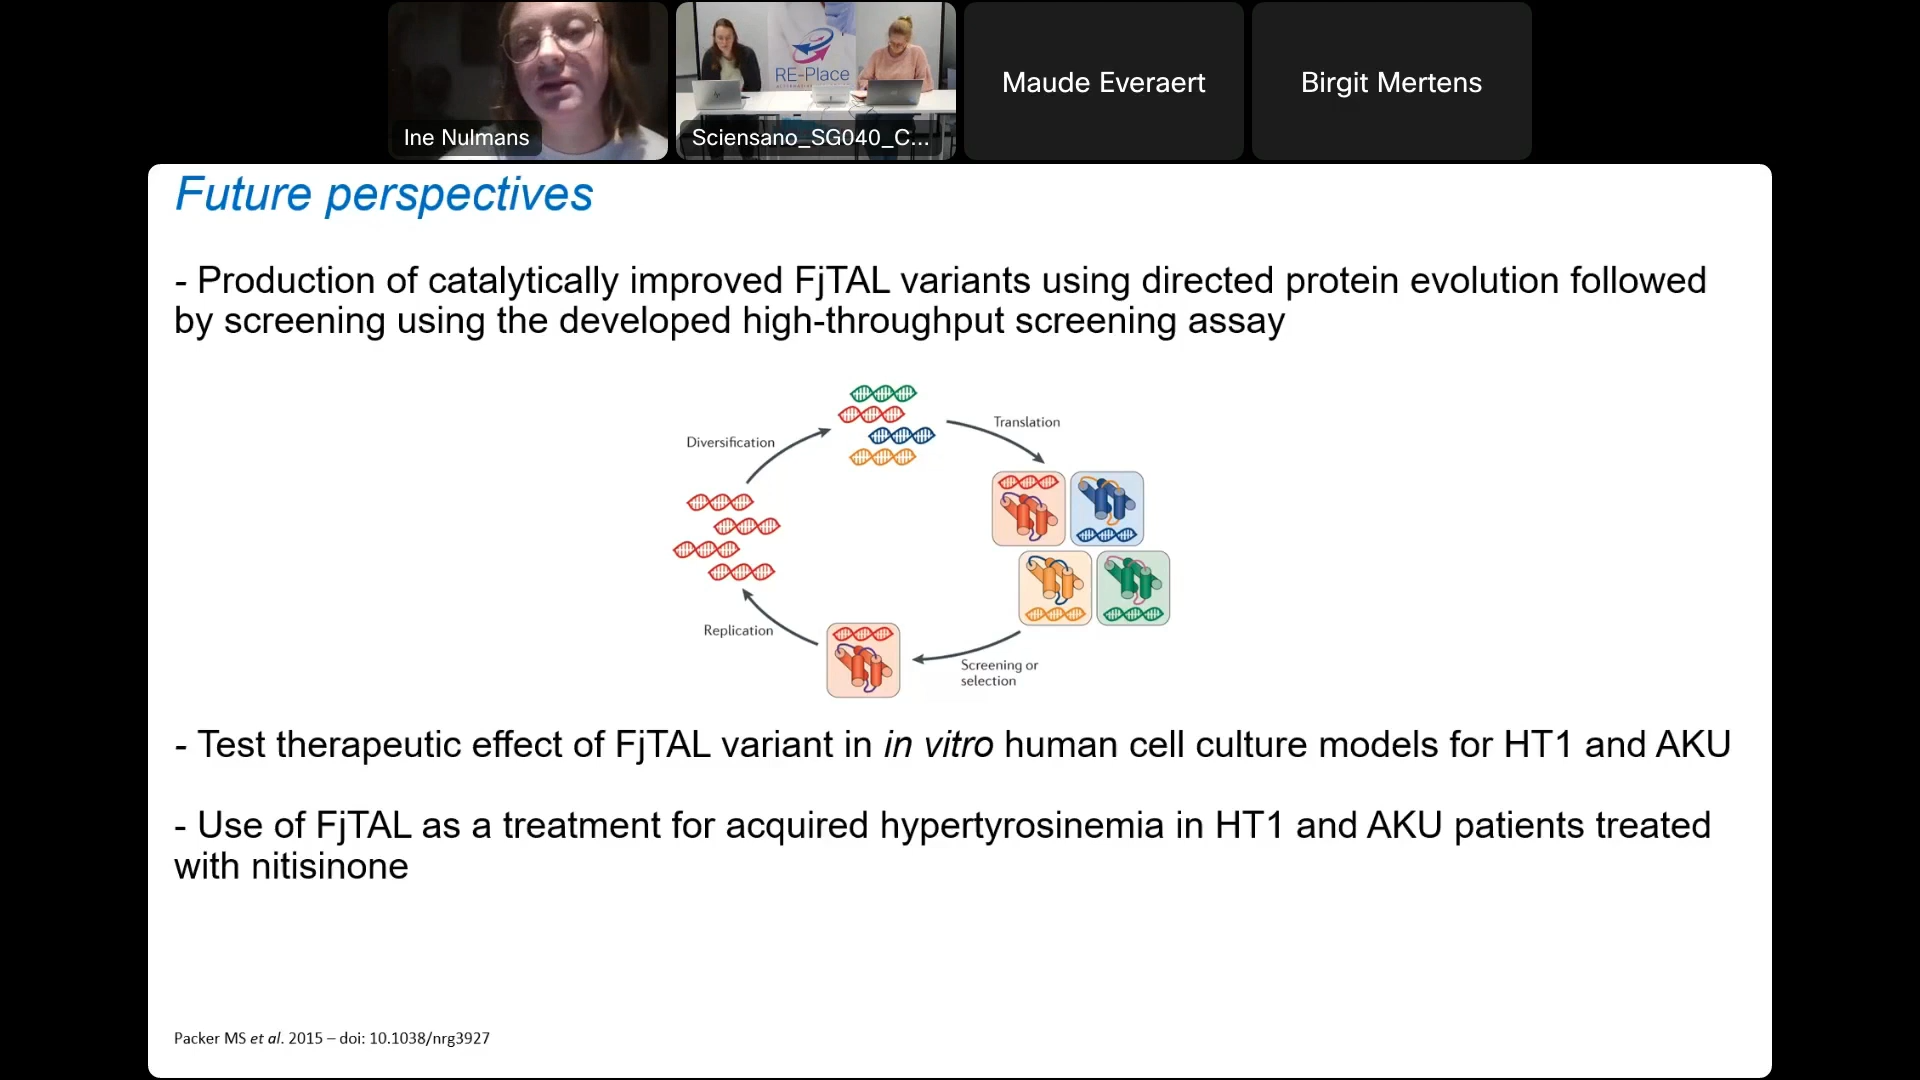 Ine Nulmans
RE-Place
Sciensano_SG040_C...
Maude Everaert
Birgit Mertens
Future perspectives
- Production of catalytically improved FjTAL variants using directed protein evolution followed
by screening using the developed high-throughput screening assay
Diversification
Translation
Replication
Screening or
selection
- Test therapeutic effect of FjTAL variant in in vitro human cell culture models for HT1 and AKU
- Use of FjTAL as a treatment for acquired hypertyrosinemia in HT1 and AKU patients treated
with nitisinone
Packer MS et al. 2015 – doi: 10.1038/nrg3927